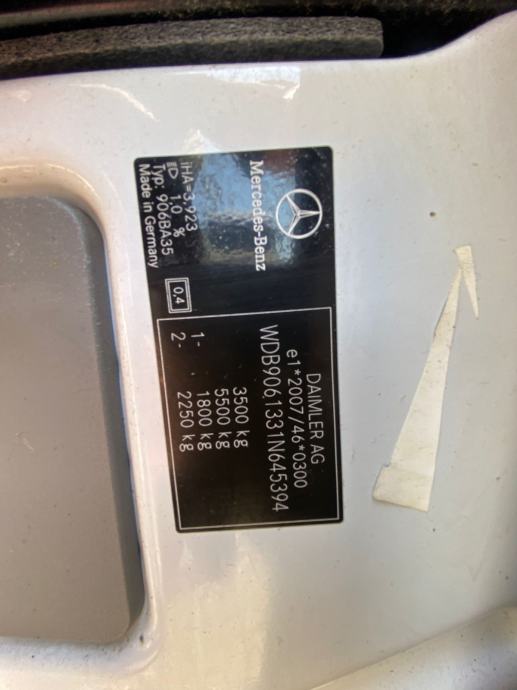 Mercedes-Benz
iHA=3,923
1,0 %
Typ: 906BA35
Made in Germany
0,4
DAIMLER AG
e1*2007/46*0300
WDB9061331N645394
3500 kg
5500 kg
1- 1800 kg
2- 2250 kg